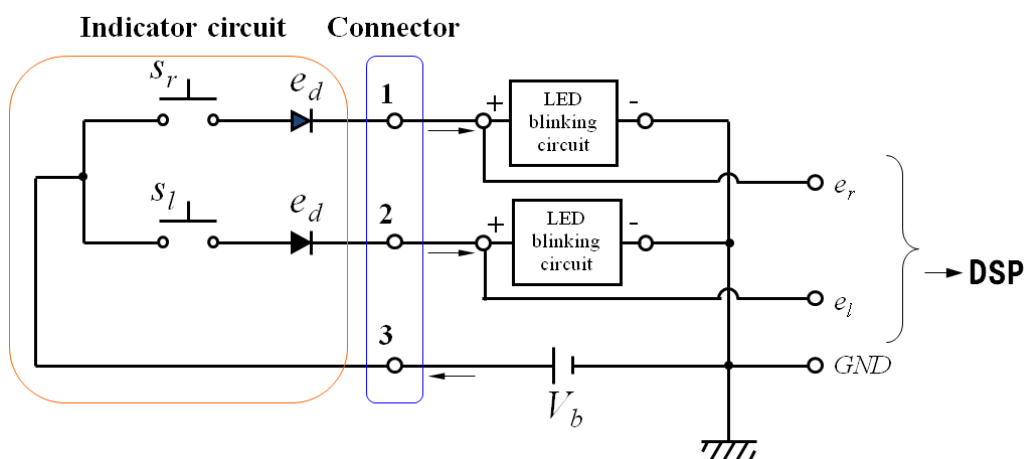 Indicator circuit
Connector
s_r
e_d
1
+
LED
blinking
circuit
-
e_r
s_l
e_d
2
+
LED
blinking
circuit
-
DSP
e_l
3
GND
V_b